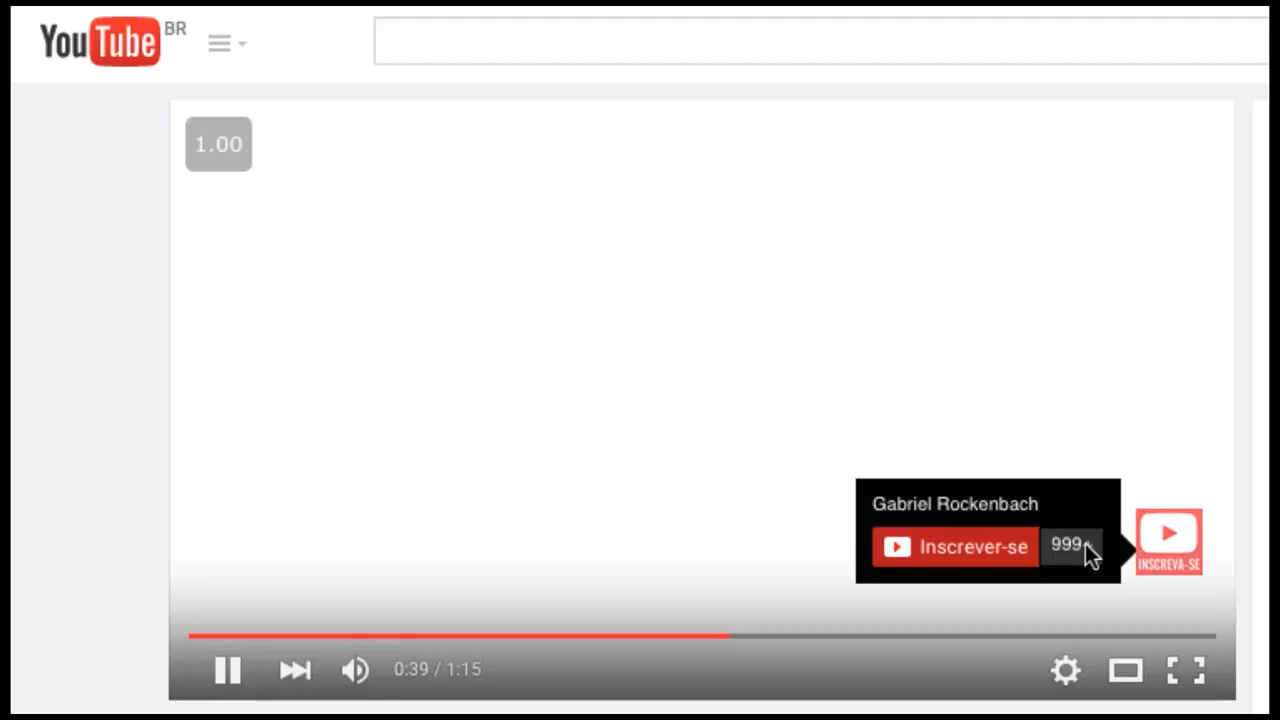 YouTube BR
1.00
Gabriel Rockenbach
Inscrever-se 999
INSCREVA-SE
0:39 / 1:15